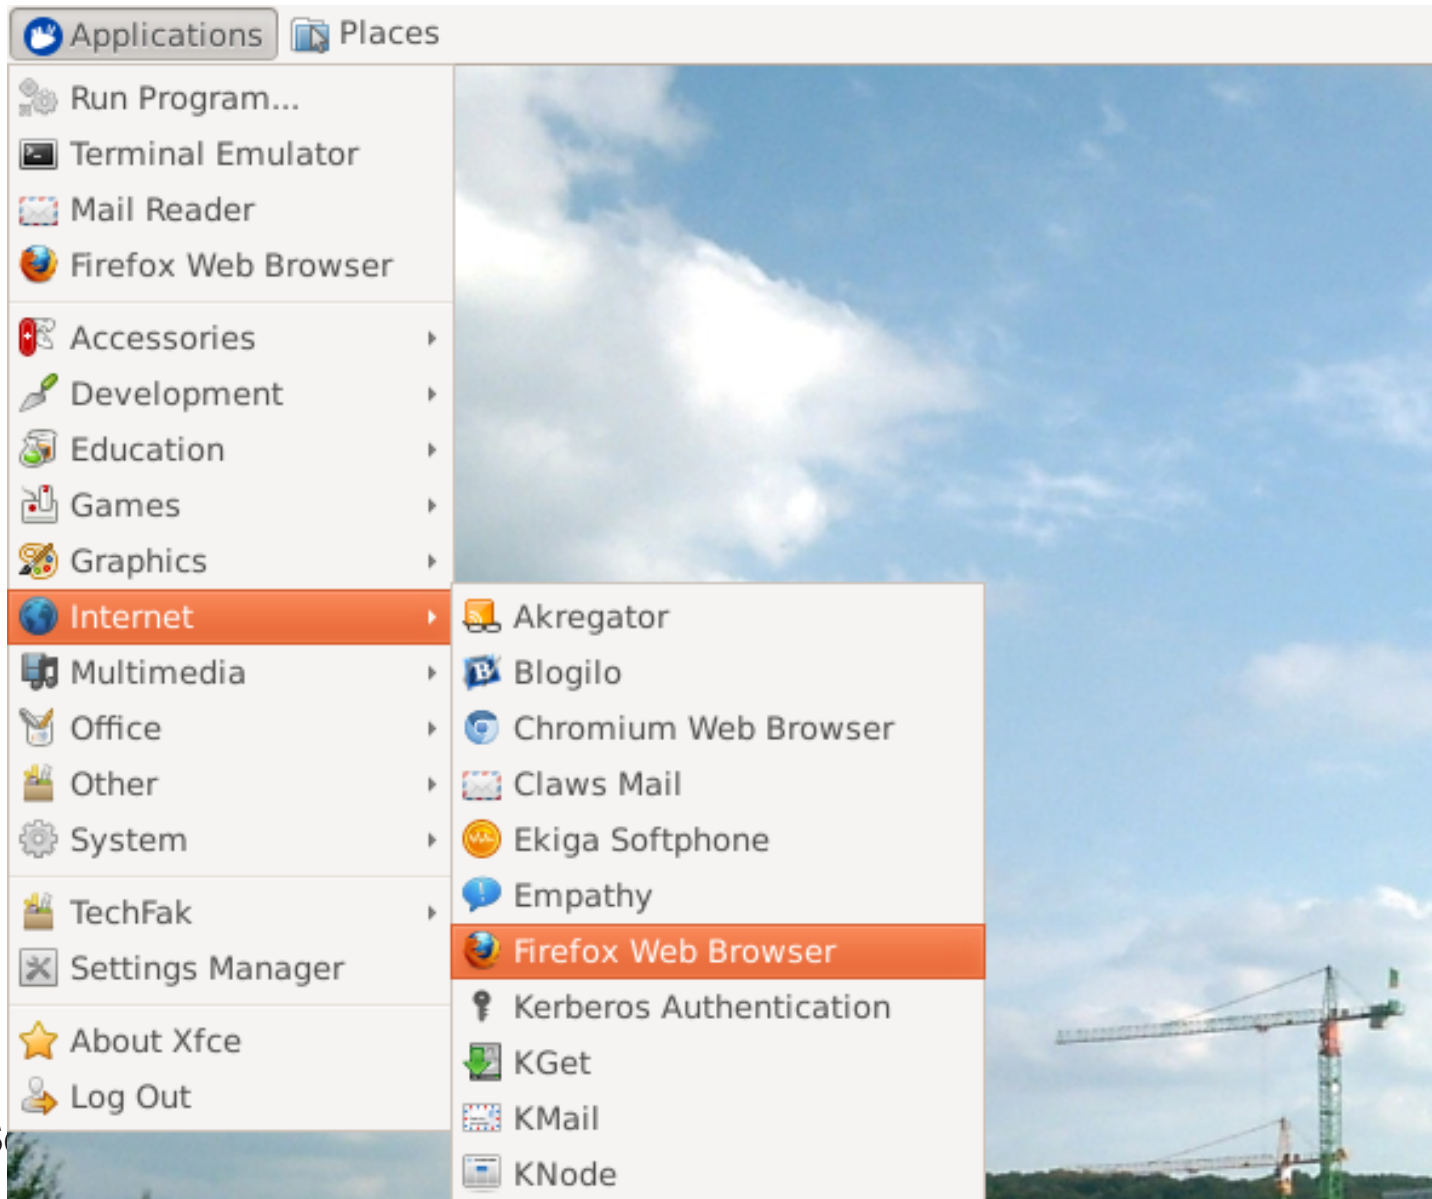 Applications Places
Run Program...
Terminal Emulator
Mail Reader
Firefox Web Browser
Accessories
Development
Education
Games
Graphics
Internet
Multimedia
Office
Other
System
TechFak
Settings Manager
About Xfce
Log Out
Akregator
Blogilo
Chromium Web Browser
Claws Mail
Ekiga Softphone
Empathy
Firefox Web Browser
Kerberos Authentication
KGet
KMail
KNode